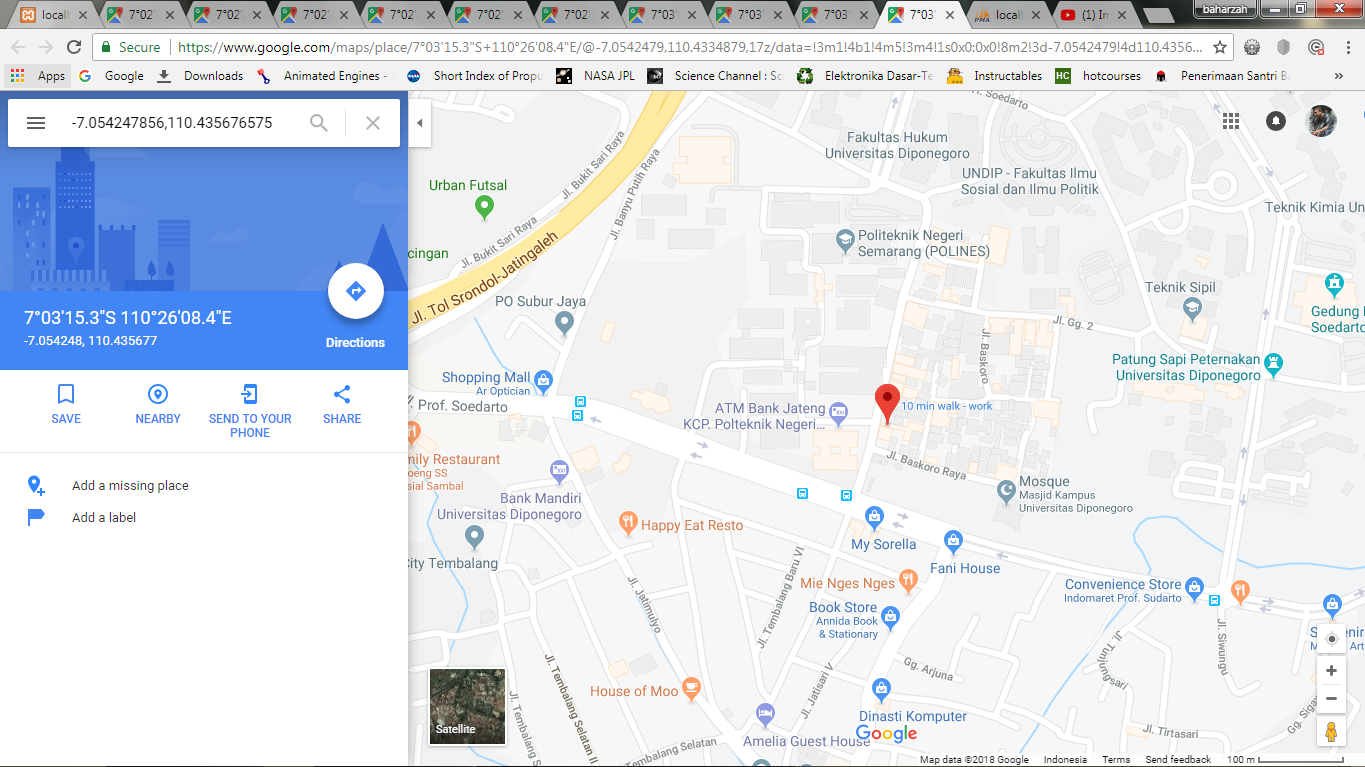 locall
7°02'
7°02'
7°02'
7°02'
7°02'
7°02'
7°03'
7°03'
7°03'
7°03'
locall
(1) In
baharzah
Secure
https://www.google.com/maps/place/7°03'15.3"S+110°26'08.4"E/@-7.0542479,110.4334879,17z/data=!3m1!4b1!4m5!3m4!1s0x0:0x0!8m2!3d-7.0542479!4d110.4356...
Apps
Google
Downloads
Animated Engines -
Short Index of Propu
NASA JPL
Science Channel : Sc
Elektronika Dasar-Te
Instructables
HC
hotcourses
Penerimaan Santri Ba
»
-7.054247856,110.435676575
7°03'15.3"S 110°26'08.4"E
-7.054248, 110.435677
Directions
SAVE
NEARBY
SEND TO YOUR
PHONE
SHARE
Add a missing place
Add a label
Soedarto
Fakultas Hukum
Universitas Diponegoro
UNDIP - Fakultas Ilmu
Sosial dan Ilmu Politik
Teknik Kimia Un
Urban Futsal
Jl. Bukit Sari Raya
Jl. Banyu Putih Raya
Jl. Bukit Sari Raya
cingan
Jl. Tol Srondol-Jatingaleh
Politeknik Negeri
Semarang (POLINES)
PO Subur Jaya
Teknik Sipil
Gedung
Soedarto
Jl. Gg. 2
Jl. Baskoro
Patung Sapi Peternakan
Universitas Diponegoro
Shopping Mall
Ar Optician
Prof. Soedarto
ATM Bank Jateng
KCP. Polteknik Negeri...
10 min walk - work
Jl. Baskoro Raya
mily Restaurant
oeng SS
sial Sambal
Bank Mandiri
Universitas Diponegoro
Mosque
Masjid Kampus
Universitas Diponegoro
Happy Eat Resto
My Sorella
Fani House
City Tembalang
Mie Nges Nges
Convenience Store
Indomaret Prof. Sudarto
Book Store
Annida Book
& Stationary
Jl. Jatimulyo
Jl. Tembalang Baru VI
Jl. Tunjungsari
Jl. Siwungu
Gg. Arjuna
Jl. Tembalang Selatan II
House of Moo
Jl. Jatisari V
Dinasti Komputer
Jl. Tirtasari
Amelia Guest House
Tembalang Selatan
Satellite
Google
Map data ©2018 Google
Indonesia
Terms
Send feedback
100 m